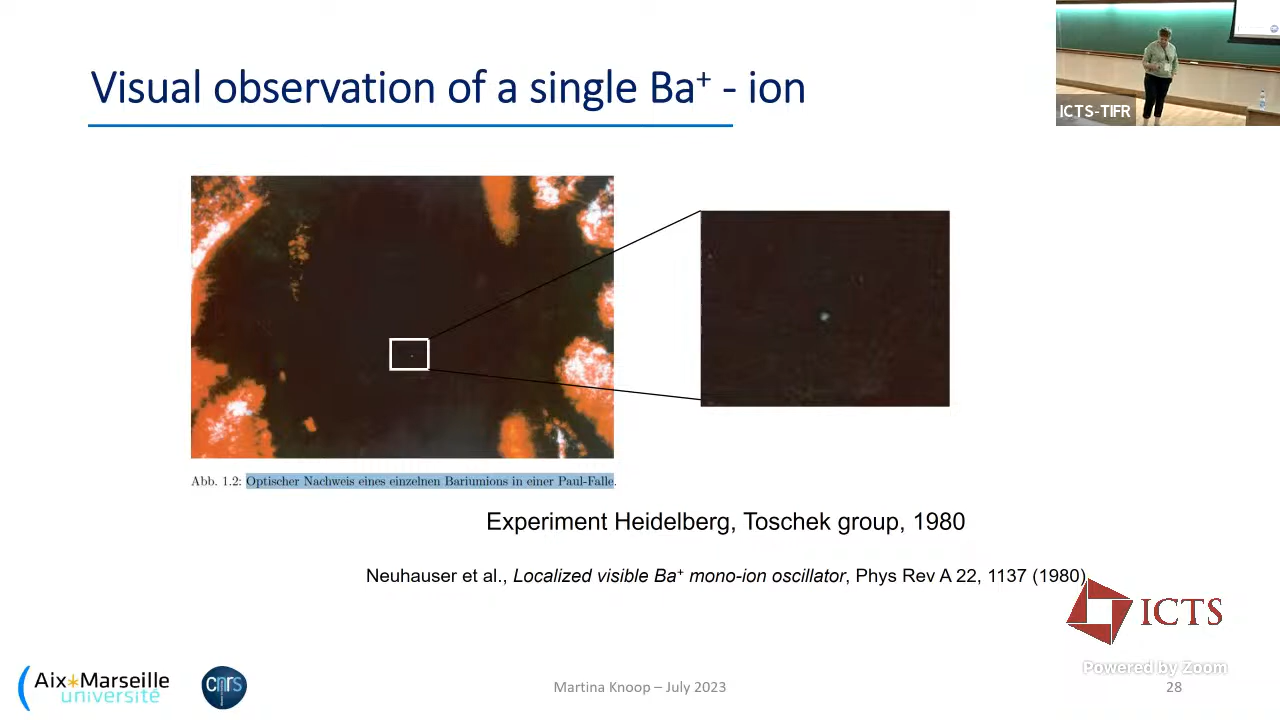 Visual observation of a single Ba⁺ - ion
ICTS-TIFR
Abb. 1.2: Optischer Nachweis eines einzelnen Bariumions in einer Paul-Falle.
Experiment Heidelberg, Toschek group, 1980
Neuhauser et al., Localized visible Ba⁺ mono-ion oscillator, Phys Rev A 22, 1137 (1980)
ICTS
Powered by Zoom
Aix*Marseille
université
cnrs
Martina Knoop – July 2023
28